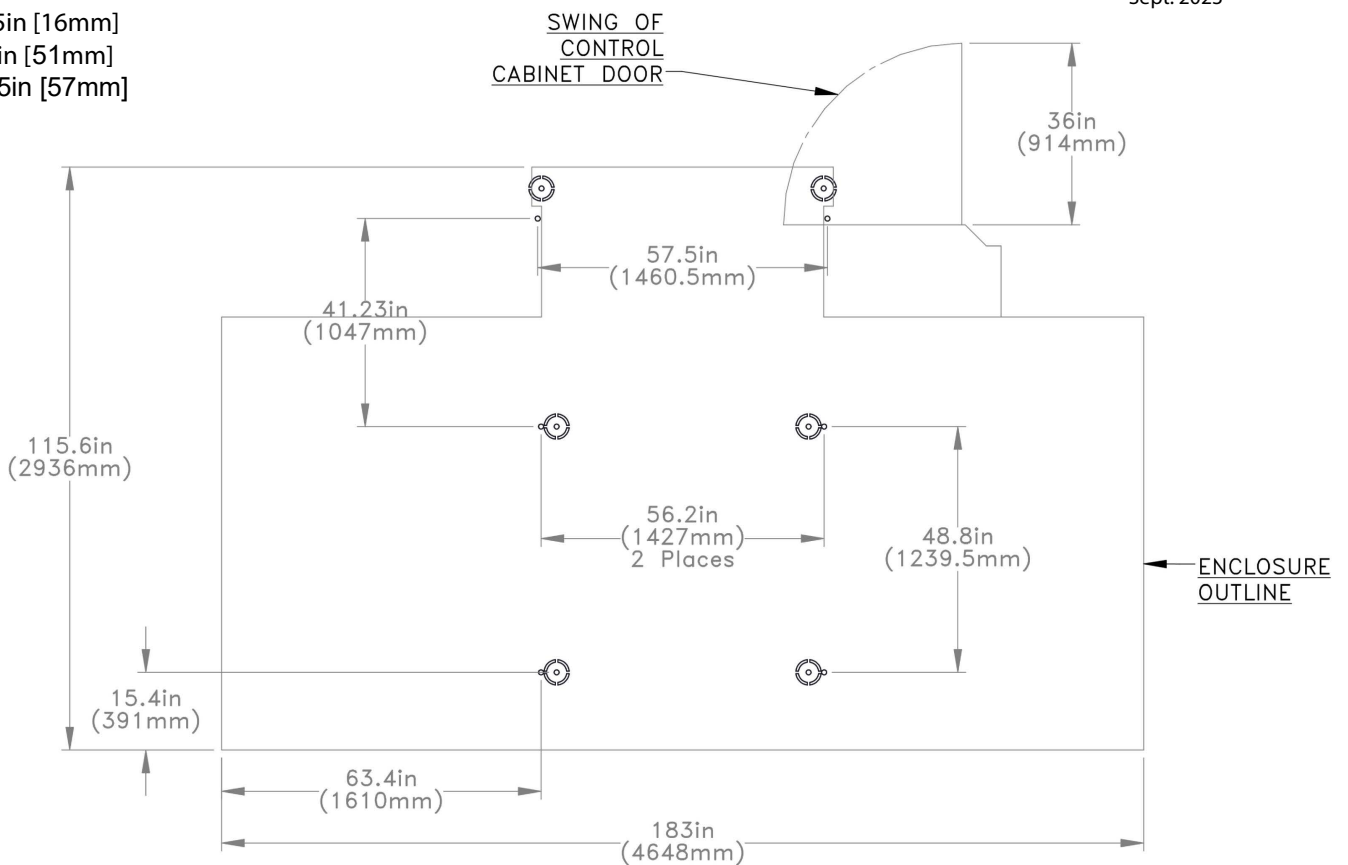 5in [16mm]
in [51mm]
5in [57mm]
SWING OF
CONTROL
CABINET DOOR
36in
(914mm)
57.5in
(1460.5mm)
41.23in
(1047mm)
115.6in
(2936mm)
56.2in
(1427mm)
2 Places
48.8in
(1239.5mm)
ENCLOSURE
OUTLINE
15.4in
(391mm)
63.4in
(1610mm)
183in
(4648mm)